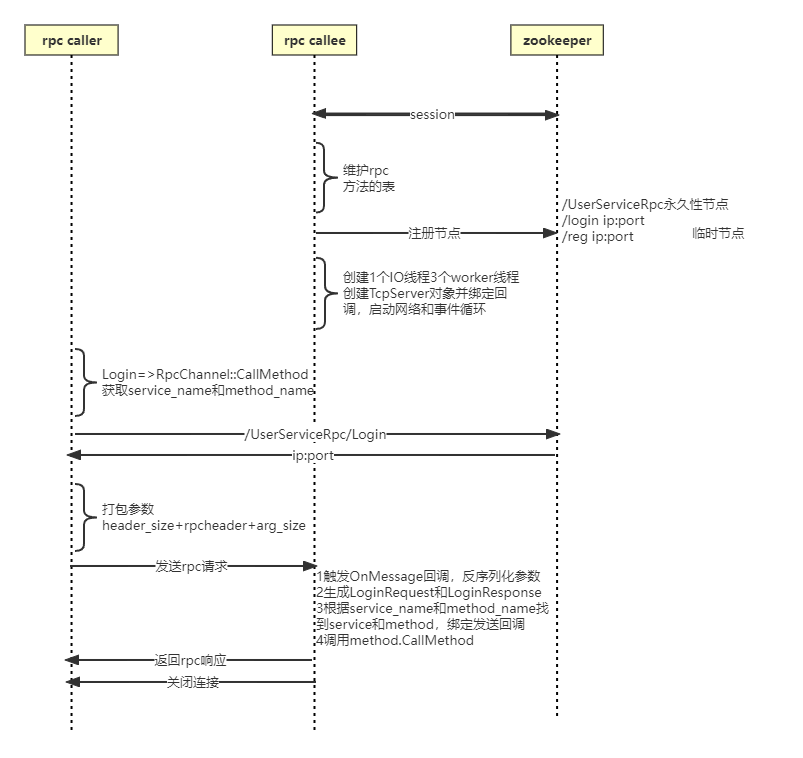 rpc caller
rpc callee
zookeeper
session
维护rpc
方法的表
/UserServiceRpc永久性节点
/login ip:port
/reg ip:port 临时节点
注册节点
创建1个IO线程3个worker线程
创建TcpServer对象并绑定回
调，启动网络和事件循环
Login=>RpcChannel::CallMethod
获取service_name和method_name
/UserServiceRpc/Login
ip:port
打包参数
header_size+rpcheader+arg_size
发送rpc请求
1触发OnMessage回调，反序列化参数
2生成LoginRequest和LoginResponse
3根据service_name和method_name找
到service和method，绑定发送回调
4调用method.CallMethod
返回rpc响应
关闭连接